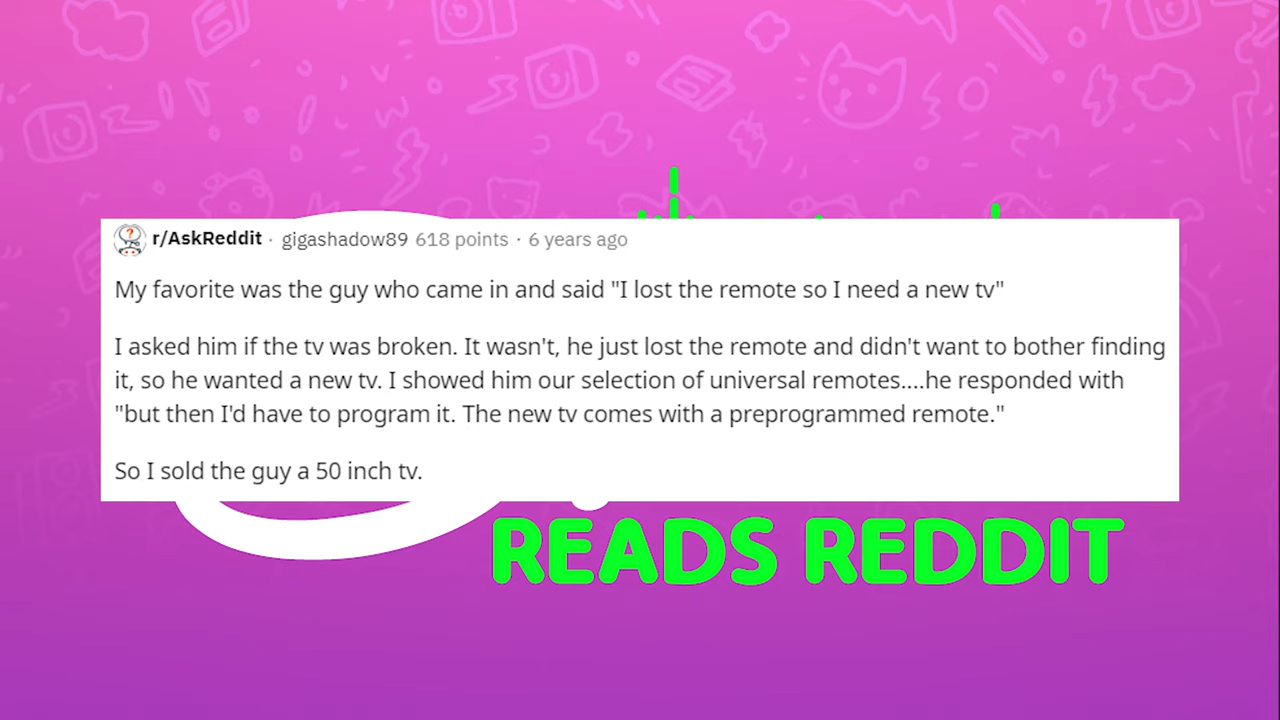 r/AskReddit · gigashadow89 618 points · 6 years ago
My favorite was the guy who came in and said "I lost the remote so I need a new tv"
I asked him if the tv was broken. It wasn't, he just lost the remote and didn't want to bother finding
it, so he wanted a new tv. I showed him our selection of universal remotes....he responded with
"but then I'd have to program it. The new tv comes with a preprogrammed remote."
So I sold the guy a 50 inch tv.
READS REDDIT